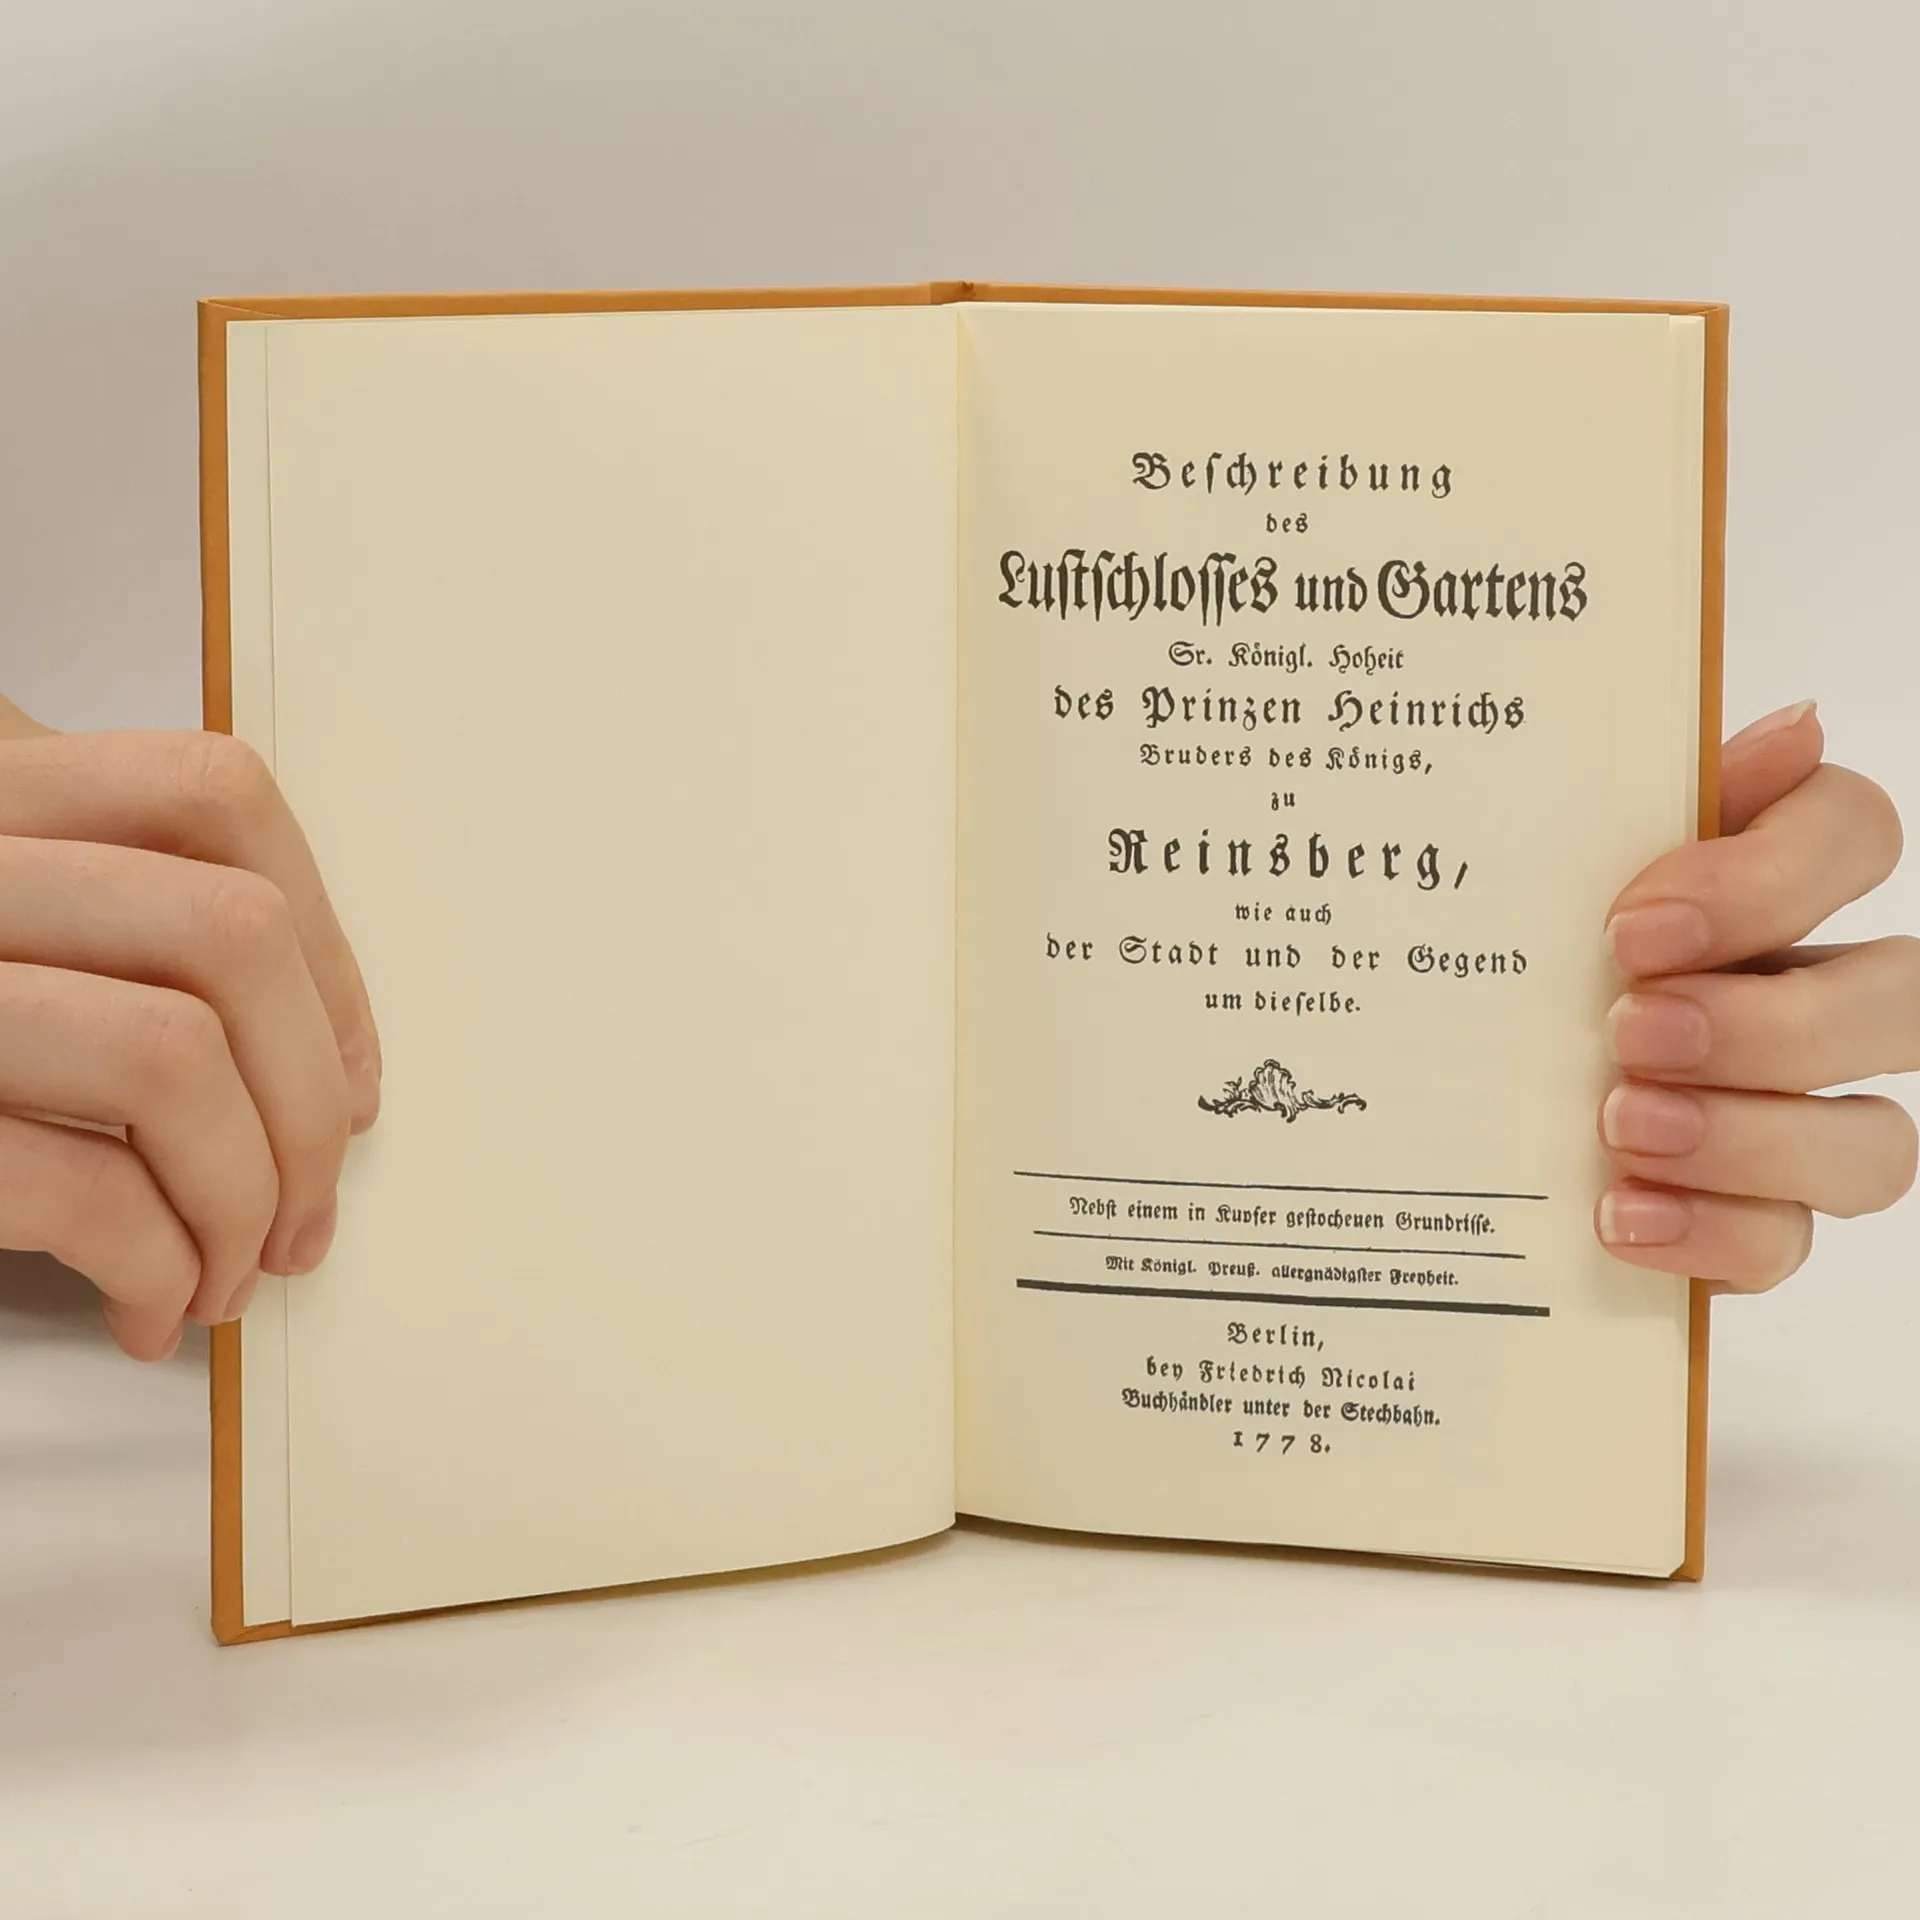 Beſchreibung
des
Luſtſchloſſes und Gartens
Sr. Königl. Hoheit
des Prinzen Heinrichs
Bruders des Königs,
zu
Reinsberg,
wie auch
der Stadt und der Gegend
um dieſelbe.
Nebſt einem in Kupfer geſtochenen Grundriſſe.
Mit Königl. Preuß. allergnädigſter Freyheit.
Berlin,
bey Friedrich Nicolai
Buchhändler unter der Stechbahn.
1778.